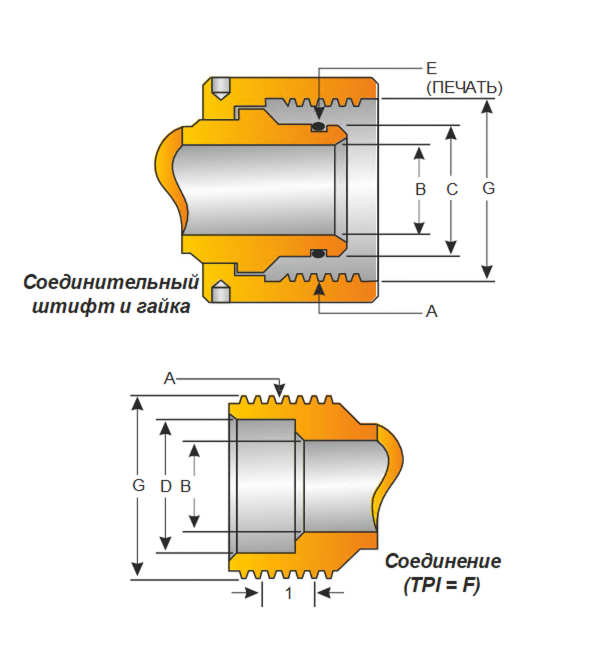 E
(ПЕЧАТЬ)
B
C
G
Соединительный
штифт и гайка
A
A
G
D
B
Соединение
(TPI = F)
1